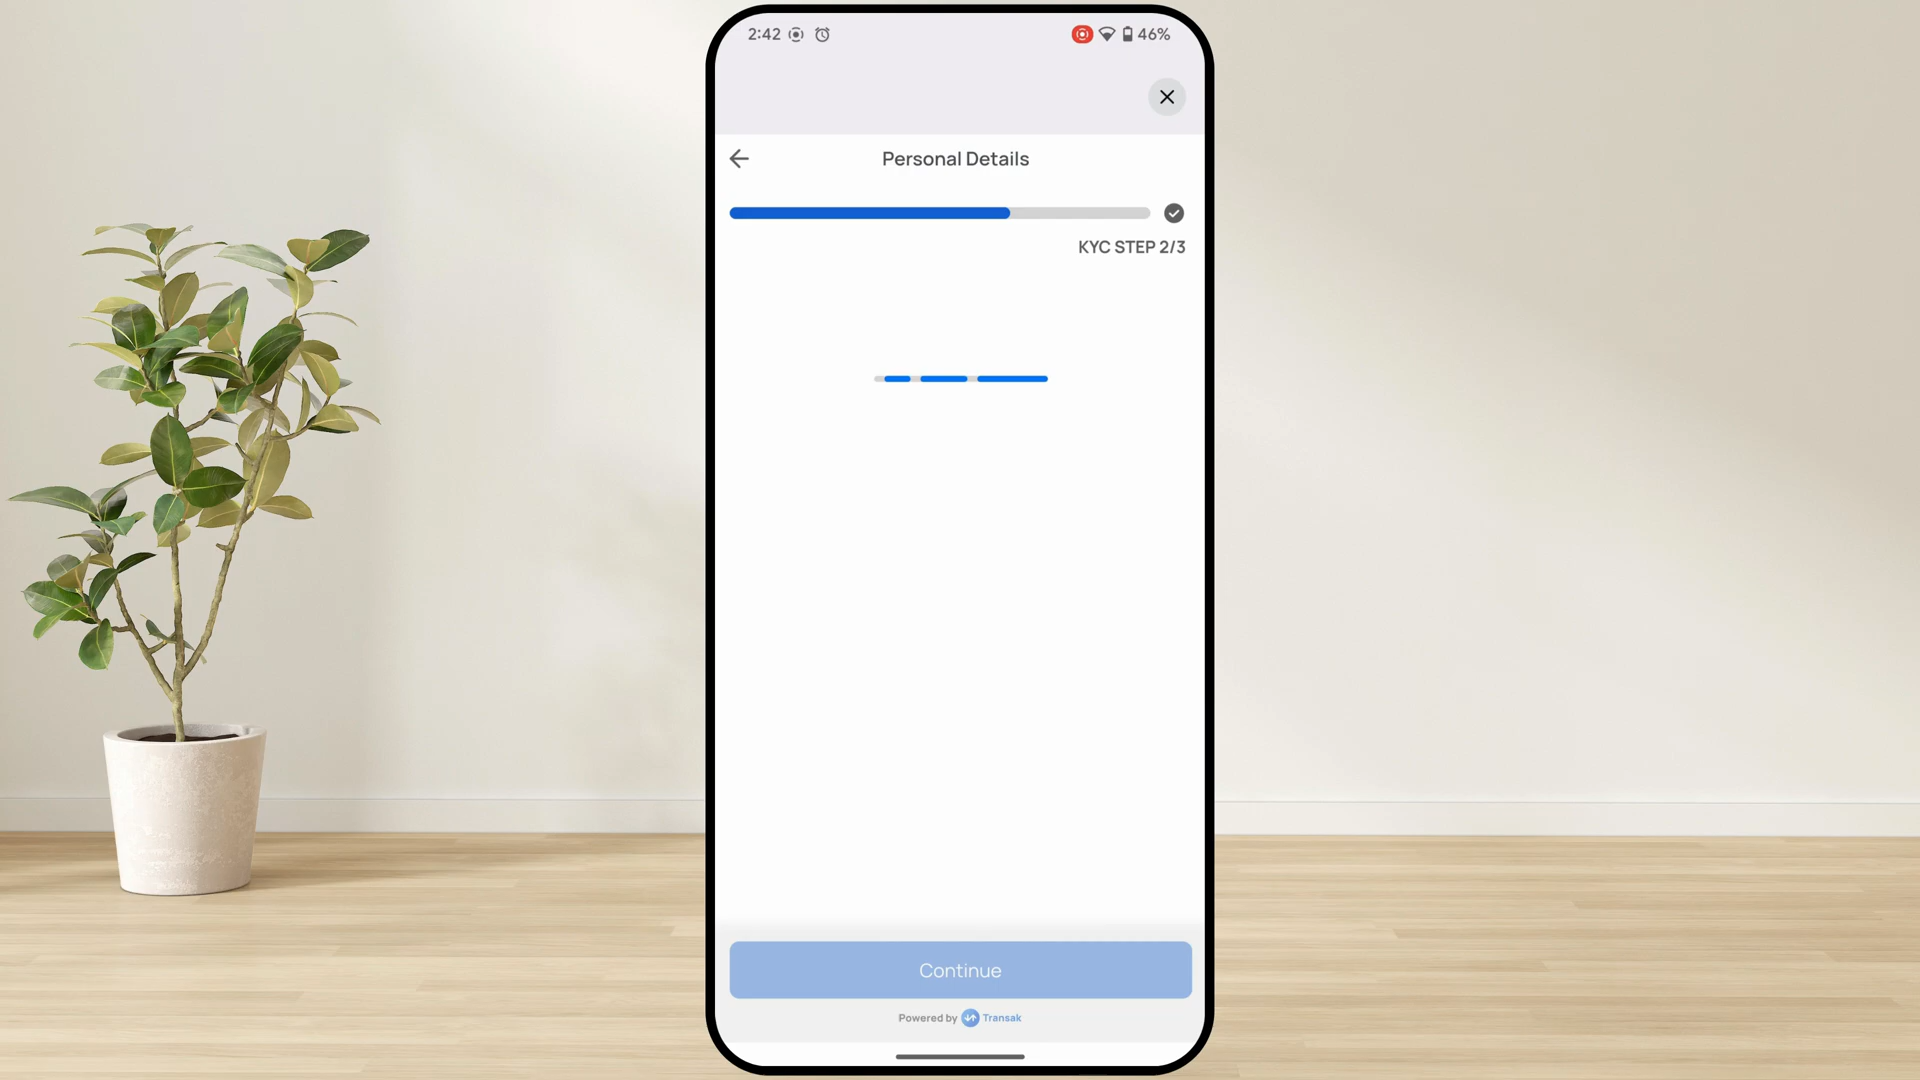 2:42
46%
Personal Details
KYC STEP 2/3
Continue
Powered by Transak